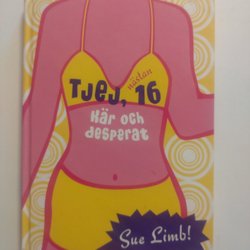 nästan
Tjej, 16
Kär och
desperat
Sue Limb!